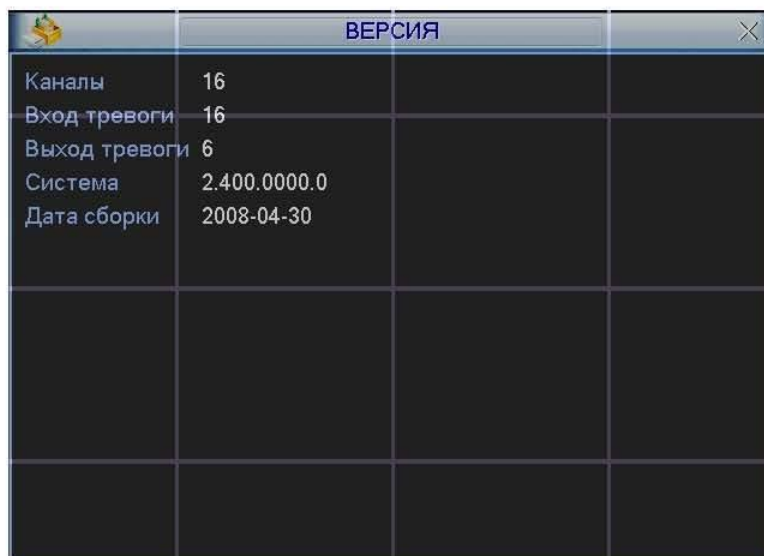 ВЕРСИЯ
Каналы 16
Вход тревоги 16
Выход тревоги 6
Система 2.400.0000.0
Дата сборки 2008-04-30